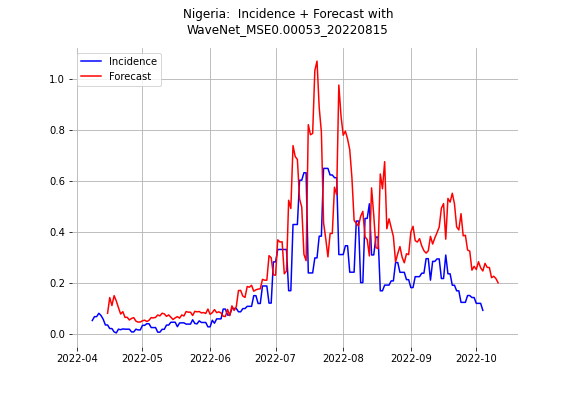 Nigeria:  Incidence + Forecast with
WaveNet_MSE0.00053_20220815
Incidence
Forecast
1.0
0.8
0.6
0.4
0.2
0.0
2022-04 2022-05 2022-06 2022-07 2022-08 2022-09 2022-10